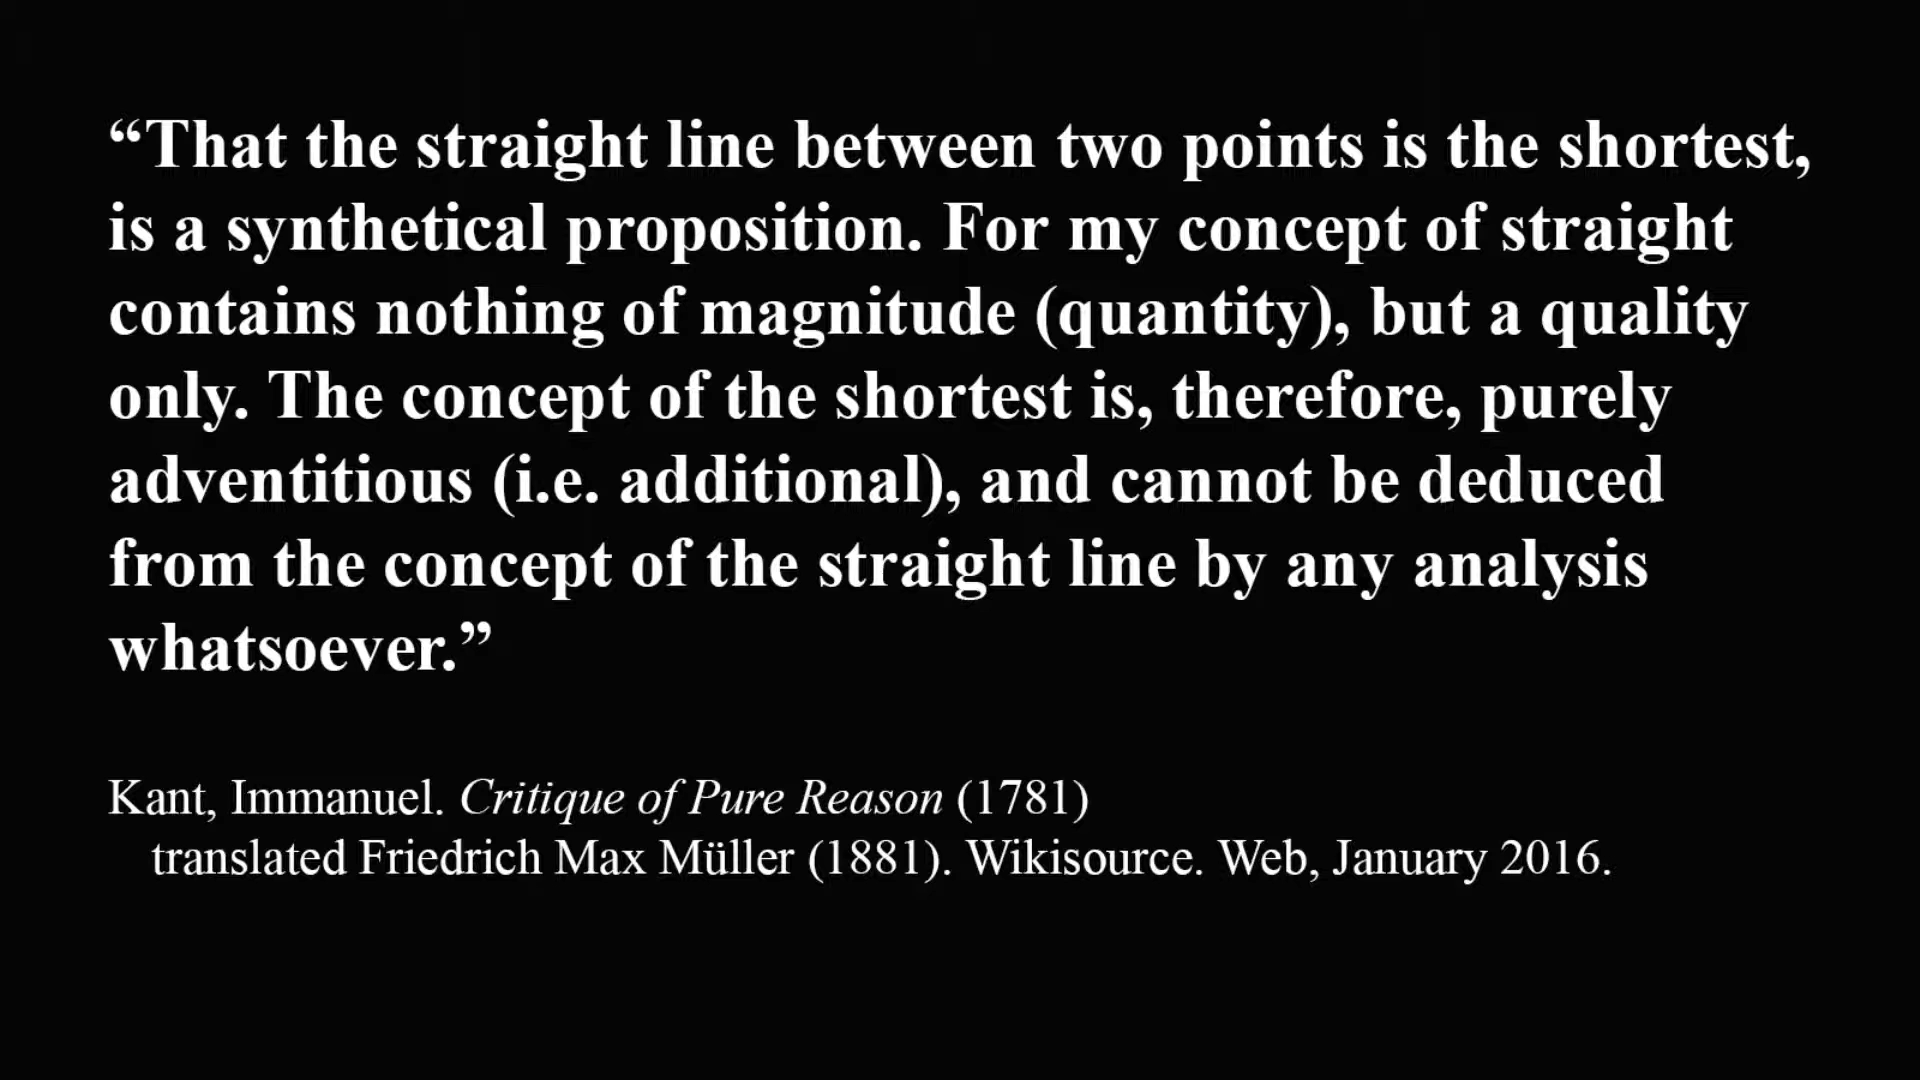 “That the straight line between two points is the shortest,
is a synthetical proposition. For my concept of straight
contains nothing of magnitude (quantity), but a quality
only. The concept of the shortest is, therefore, purely
adventitious (i.e. additional), and cannot be deduced
from the concept of the straight line by any analysis
whatsoever.”
Kant, Immanuel. Critique of Pure Reason (1781)
translated Friedrich Max Müller (1881). Wikisource. Web, January 2016.